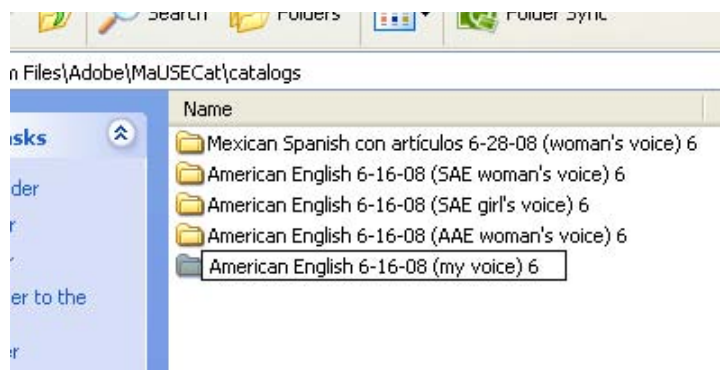 Search Folders Folder Sync
m Files\Adobe\MaUSECat\catalogs
Name
asks
Mexican Spanish con artículos 6-28-08 (woman's voice) 6
American English 6-16-08 (SAE woman's voice) 6
der
American English 6-16-08 (SAE girl's voice) 6
r
American English 6-16-08 (AAE woman's voice) 6
American English 6-16-08 (my voice) 6
er to the
er